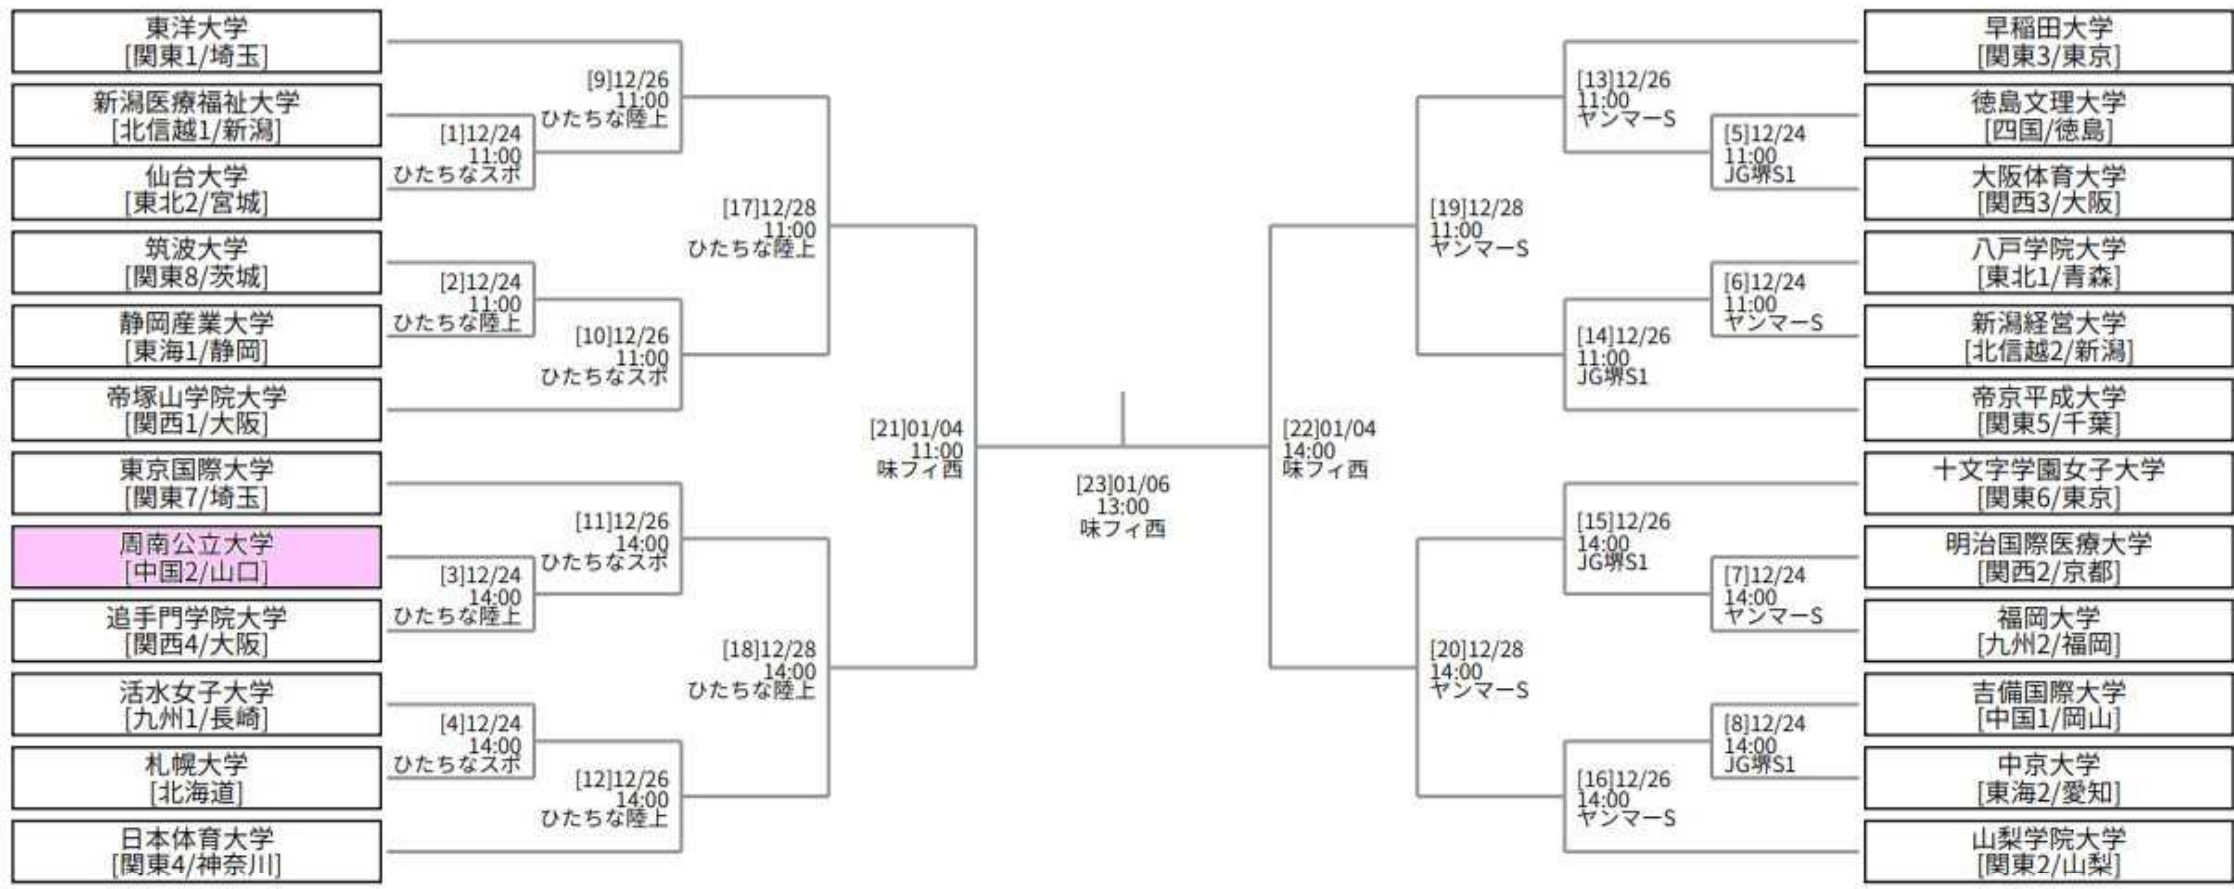 東洋大学
[関東1/埼玉]
新潟医療福祉大学
[北信越1/新潟]
仙台大学
[東北2/宮城]
筑波大学
[関東8/茨城]
静岡産業大学
[東海1/静岡]
帝塚山学院大学
[関西1/大阪]
東京国際大学
[関東7/埼玉]
周南公立大学
[中国2/山口]
追手門学院大学
[関西4/大阪]
活水女子大学
[九州1/長崎]
札幌大学
[北海道]
日本体育大学
[関東4/神奈川]
[1]12/24
11:00
ひたちなスポ
[2]12/24
11:00
ひたちな陸上
[3]12/24
14:00
ひたちな陸上
[4]12/24
14:00
ひたちなスポ
[9]12/26
11:00
ひたちな陸上
[10]12/26
11:00
ひたちなスポ
[11]12/26
14:00
ひたちなスポ
[12]12/26
14:00
ひたちな陸上
[17]12/28
11:00
ひたちな陸上
[18]12/28
14:00
ひたちな陸上
[21]01/04
11:00
味フィ西
[23]01/06
13:00
味フィ西
[22]01/04
14:00
味フィ西
[19]12/28
11:00
ヤンマーS
[20]12/28
14:00
ヤンマーS
[13]12/26
11:00
ヤンマーS
[14]12/26
11:00
JG堺S1
[15]12/26
14:00
JG堺S1
[16]12/26
14:00
ヤンマーS
[5]12/24
11:00
JG堺S1
[6]12/24
11:00
ヤンマーS
[7]12/24
14:00
ヤンマーS
[8]12/24
14:00
JG堺S1
早稲田大学
[関東3/東京]
徳島文理大学
[四国/徳島]
大阪体育大学
[関西3/大阪]
八戸学院大学
[東北1/青森]
新潟経営大学
[北信越2/新潟]
帝京平成大学
[関東5/千葉]
十文字学園女子大学
[関東6/東京]
明治国際医療大学
[関西2/京都]
福岡大学
[九州2/福岡]
吉備国際大学
[中国1/岡山]
中京大学
[東海2/愛知]
山梨学院大学
[関東2/山梨]